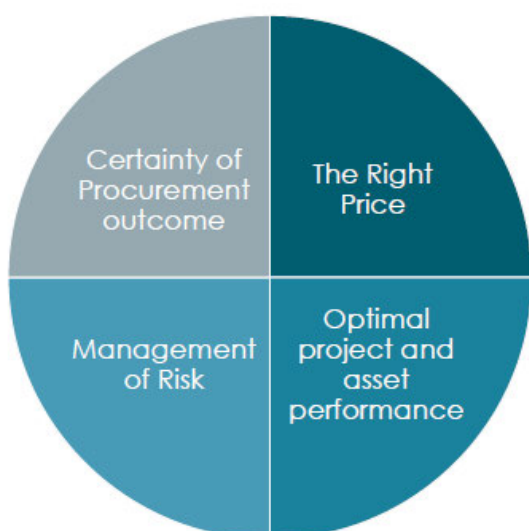 Certainty of
Procurement
outcome
The Right
Price
Management
of Risk
Optimal
project and
asset
performance